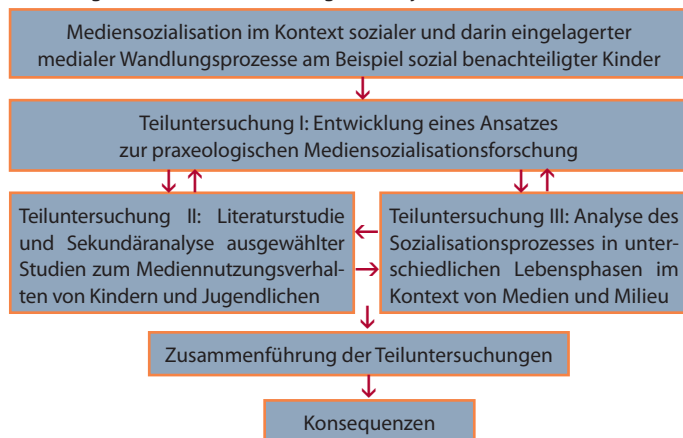 Mediensozialisation im Kontext sozialer und darin eingelagerter
medialer Wandlungsprozesse am Beispiel sozial benachteiligter Kinder
Teiluntersuchung I: Entwicklung eines Ansatzes
zur praxeologischen Mediensozialisationsforschung
Teiluntersuchung II: Literaturstudie
und Sekundäranalyse ausgewählter
Studien zum Mediennutzungsverhal-
ten von Kindern und Jugendlichen
Teiluntersuchung III: Analyse des
Sozialisationsprozesses in unter-
schiedlichen Lebensphasen im
Kontext von Medien und Milieu
Zusammenführung der Teiluntersuchungen
Konsequenzen